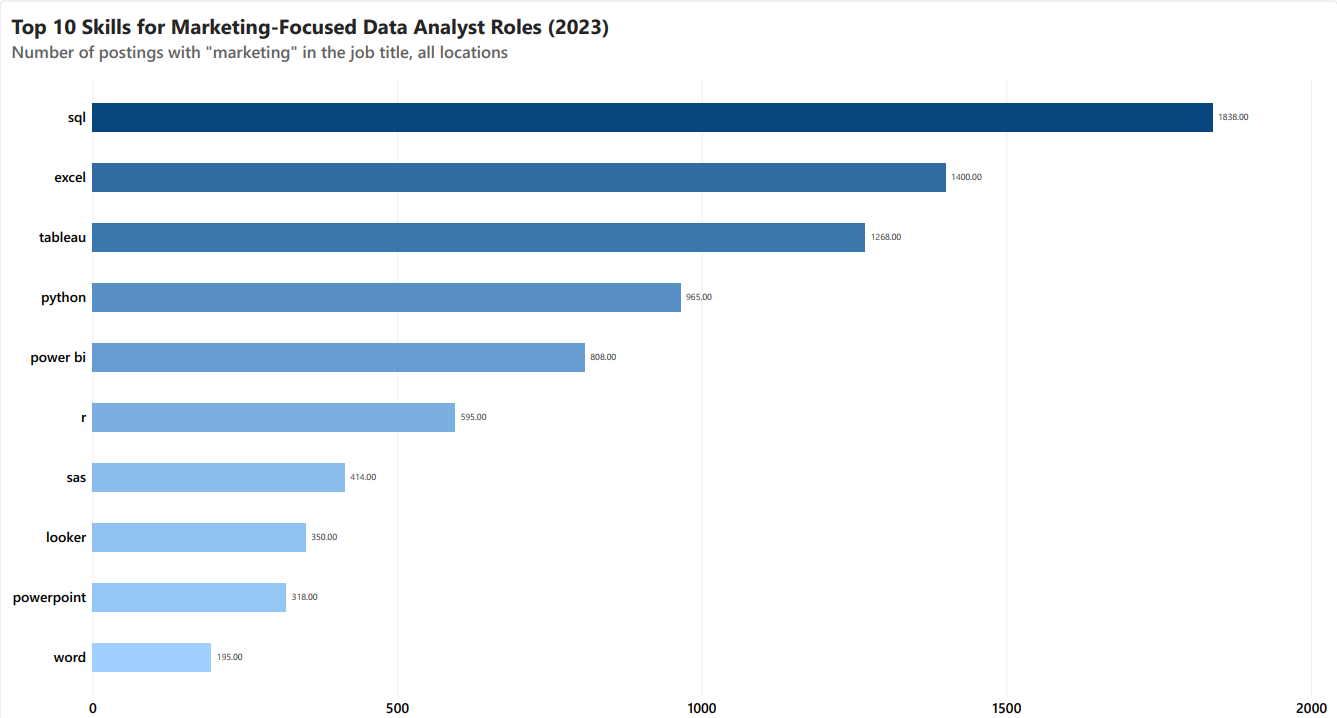 Top 10 Skills for Marketing-Focused Data Analyst Roles (2023)
Number of postings with "marketing" in the job title, all locations
sql 1838.00
excel 1400.00
tableau 1268.00
python 965.00
power bi 808.00
r 595.00
sas 414.00
looker 350.00
powerpoint 318.00
word 195.00
0 500 1000 1500 2000